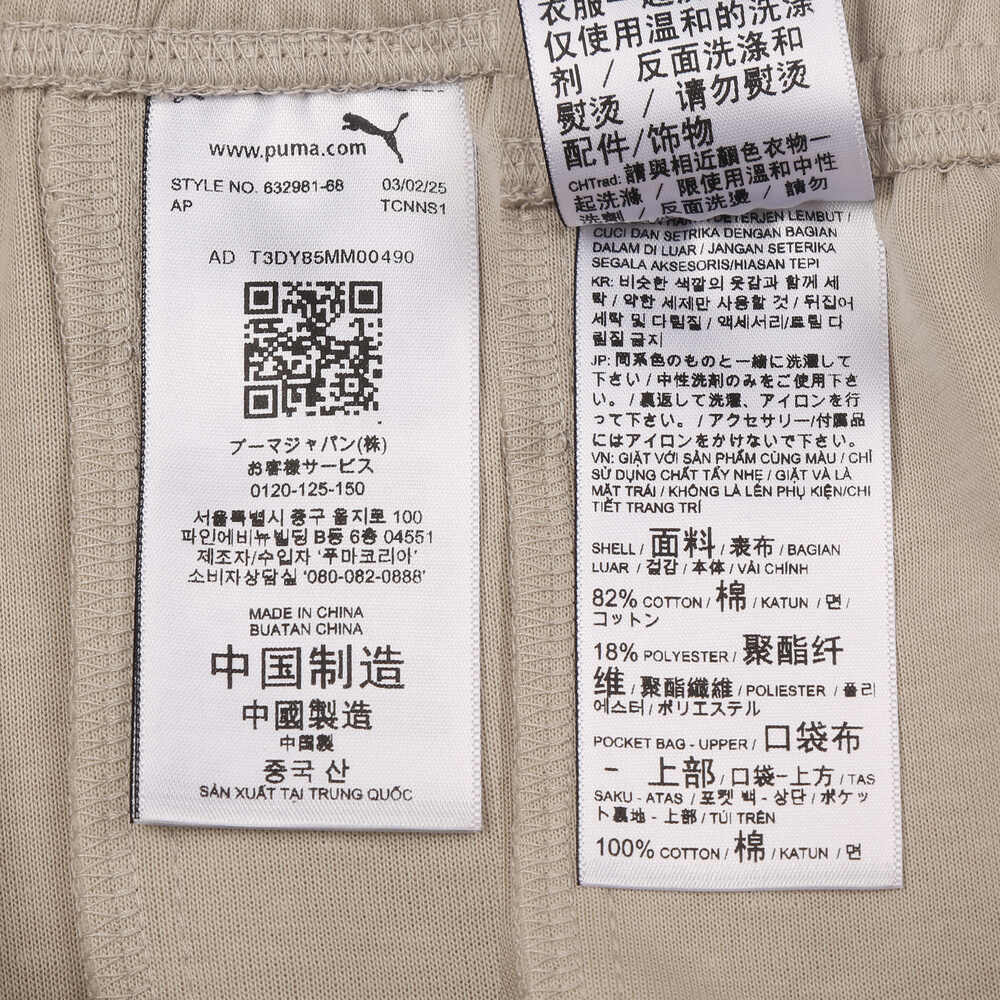 www.puma.com
STYLE NO. 632981-68 03/02/25
AP TCNNS1
AD T3DY85MM00490
プーマジャパン(株)
お客様サービス
0120-125-150
서울특별시 중구 을지로 100
파인에비뉴빌딩 B동 6층 04551
제조자/수입자 '푸마코리아'
소비자상담실 '080-082-0888'
MADE IN CHINA
BUATAN CHINA
中国制造
中國製造
中国製
중국 산
SẢN XUẤT TẠI TRUNG QUỐC
仅使用温和的洗涤
剂 / 反面洗涤和
熨烫 / 请勿熨烫
配件/饰物
CHTrad: 請與相近顏色衣物一
起洗滌 / 限使用溫和中性
洗劑 / 反面洗燙 / 請勿
DETERJEN LEMBUT /
CUCI DAN SETRIKA DENGAN BAGIAN
DALAM DI LUAR / JANGAN SETERIKA
SEGALA AKSESORIS/HIASAN TEPI
KR: 비슷한 색깔의 옷감과 함께 세
탁 / 약한 세제만 사용할 것 / 뒤집어
세탁 및 다림질 / 액세서리/트림 다
림질 금지
JP: 同系色のものと一緒に洗濯して
下さい / 中性洗剤のみをご使用下さ
い。 / 裏返して洗濯、アイロンを行
って下さい。 / アクセサリー/付属品
にはアイロンをかけないで下さい。
VN: GIẶT VỚI SẢN PHẨM CÙNG MÀU / CHỈ
SỬ DỤNG CHẤT TẨY NHẸ / GIẶT VÀ LÀ
MẶT TRÁI / KHÔNG LÀ LÊN PHỤ KIỆN/CHI
TIẾT TRANG TRÍ
SHELL / 面料 / 表布 / BAGIAN
LUAR / 겉감 / 本体 / VẢI CHÍNH
82% COTTON / 棉 / KATUN / 면 /
コットン
18% POLYESTER / 聚酯纤
维 / 聚酯纖維 / POLIESTER / 폴리
에스터 / ポリエステル
POCKET BAG - UPPER / 口袋布
- 上部 / 口袋-上方 / TAS
SAKU - ATAS / 포켓 백 - 상단 / ポケッ
ト裏地 - 上部 / TÚI TRÊN
100% COTTON / 棉 / KATUN / 면